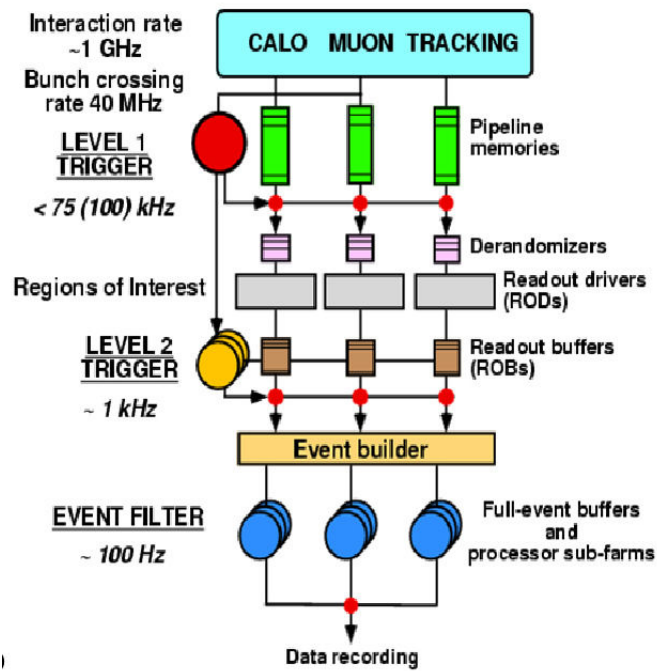 Interaction rate
~1 GHz
CALO MUON TRACKING
Bunch crossing
rate 40 MHz
Pipeline
memories
LEVEL 1
TRIGGER
< 75 (100) kHz
Derandomizers
Regions of Interest
Readout drivers
(RODs)
LEVEL 2
TRIGGER
~ 1 kHz
Readout buffers
(ROBs)
Event builder
EVENT FILTER
~ 100 Hz
Full-event buffers
and
processor sub-farms
Data recording